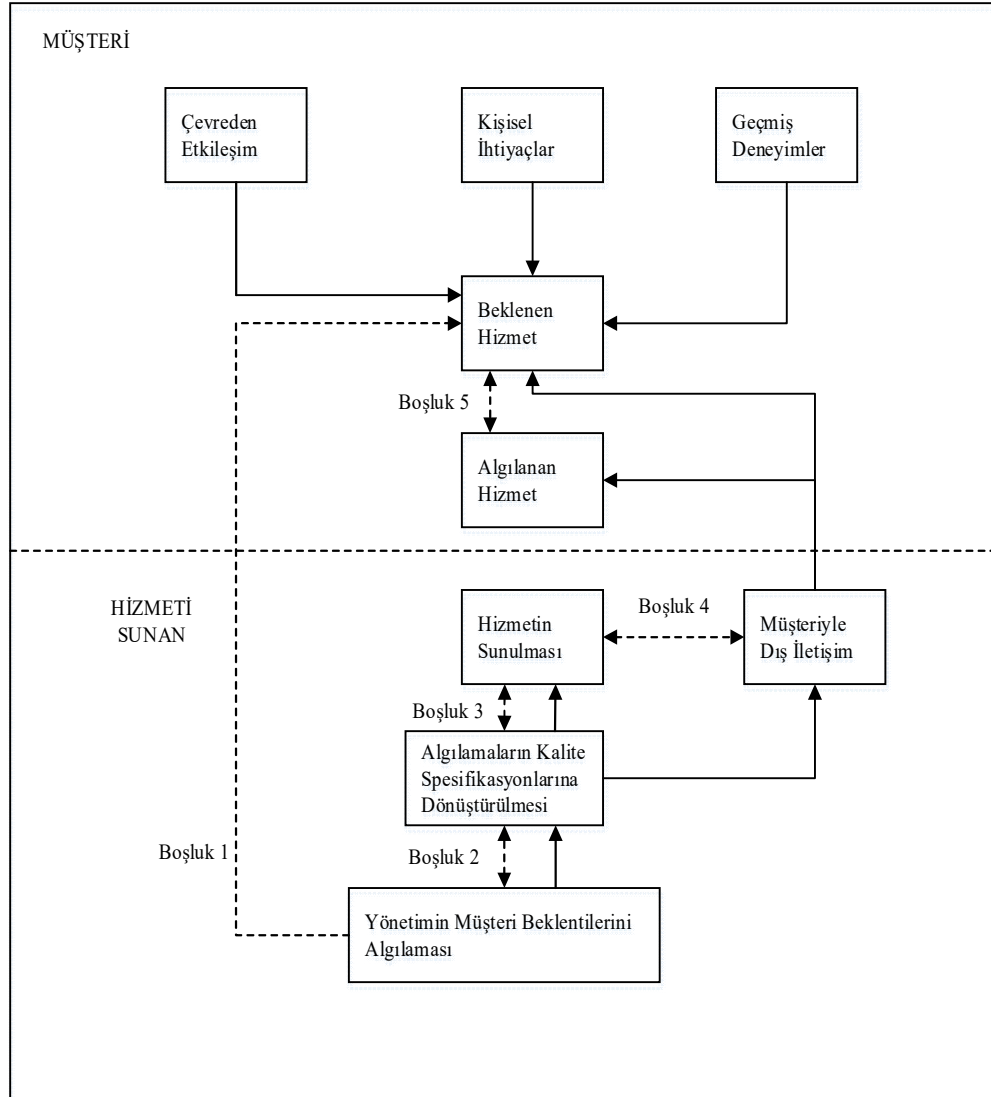 MÜŞTERİ
Çevreden
Etkileşim
Kişisel
İhtiyaçlar
Geçmiş
Deneyimler
Beklenen
Hizmet
Boşluk 5
Algılanan
Hizmet
HİZMETİ
SUNAN
Hizmetin
Sunulması
Boşluk 4
Müşteriyle
Dış İletişim
Boşluk 3
Algılamaların Kalite
Spesifikasyonlarına
Dönüştürülmesi
Boşluk 1
Boşluk 2
Yönetimin Müşteri Beklentilerini
Algılaması